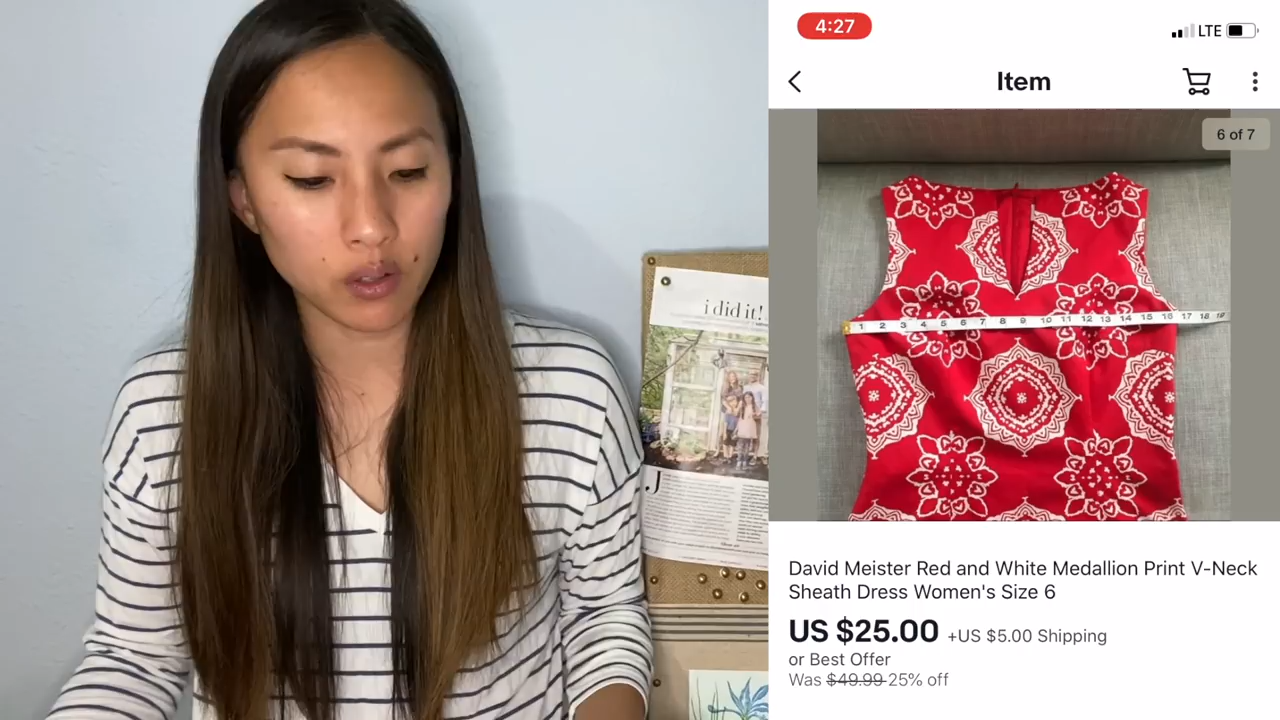 i did it!
4:27
LTE
Item
6 of 7
1 2 3 4 5 6 7 8 9 10 11 12 13 14 15 16 17 18 19
David Meister Red and White Medallion Print V-Neck
Sheath Dress Women's Size 6
US $25.00 +US $5.00 Shipping
or Best Offer
Was $49.99 25% off